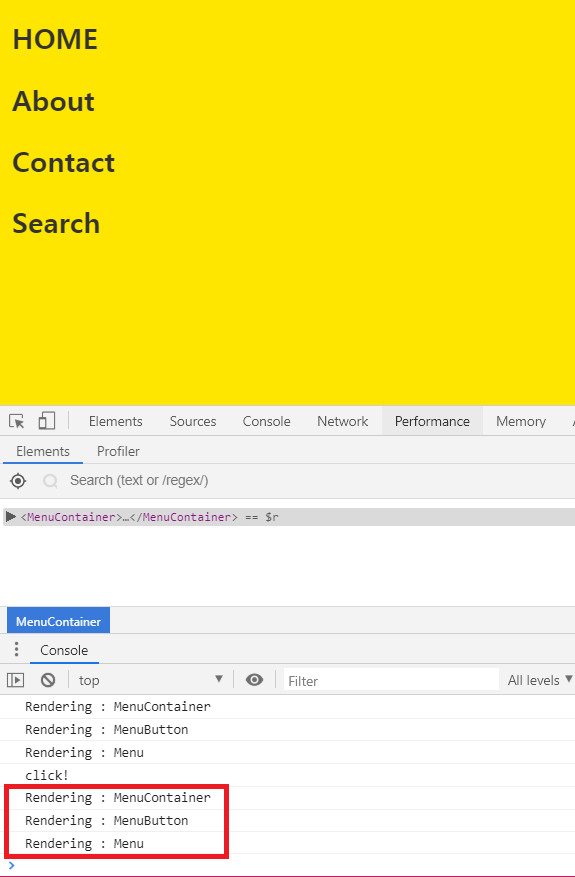 HOME
About
Contact
Search
Elements Sources Console Network Performance Memory
Elements Profiler
Search (text or /regex/)
<MenuContainer>…</MenuContainer> == $r
MenuContainer
Console
top Filter All levels
Rendering : MenuContainer
Rendering : MenuButton
Rendering : Menu
click!
Rendering : MenuContainer
Rendering : MenuButton
Rendering : Menu